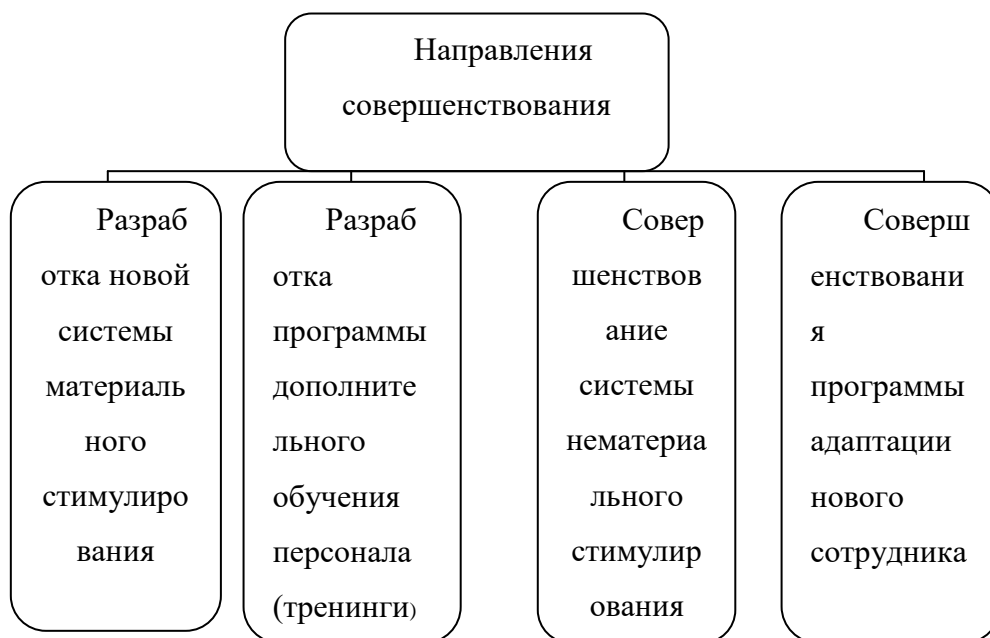 Направления
совершенствования
Разраб
отка новой
системы
материаль
ного
стимулиро
вания
Разраб
отка
программы
дополните
льного
обучения
персонала
(тренинги)
Совер
шенствов
ание
системы
нематериа
льного
стимулир
ования
Соверш
енствовани
я
программы
адаптации
нового
сотрудника